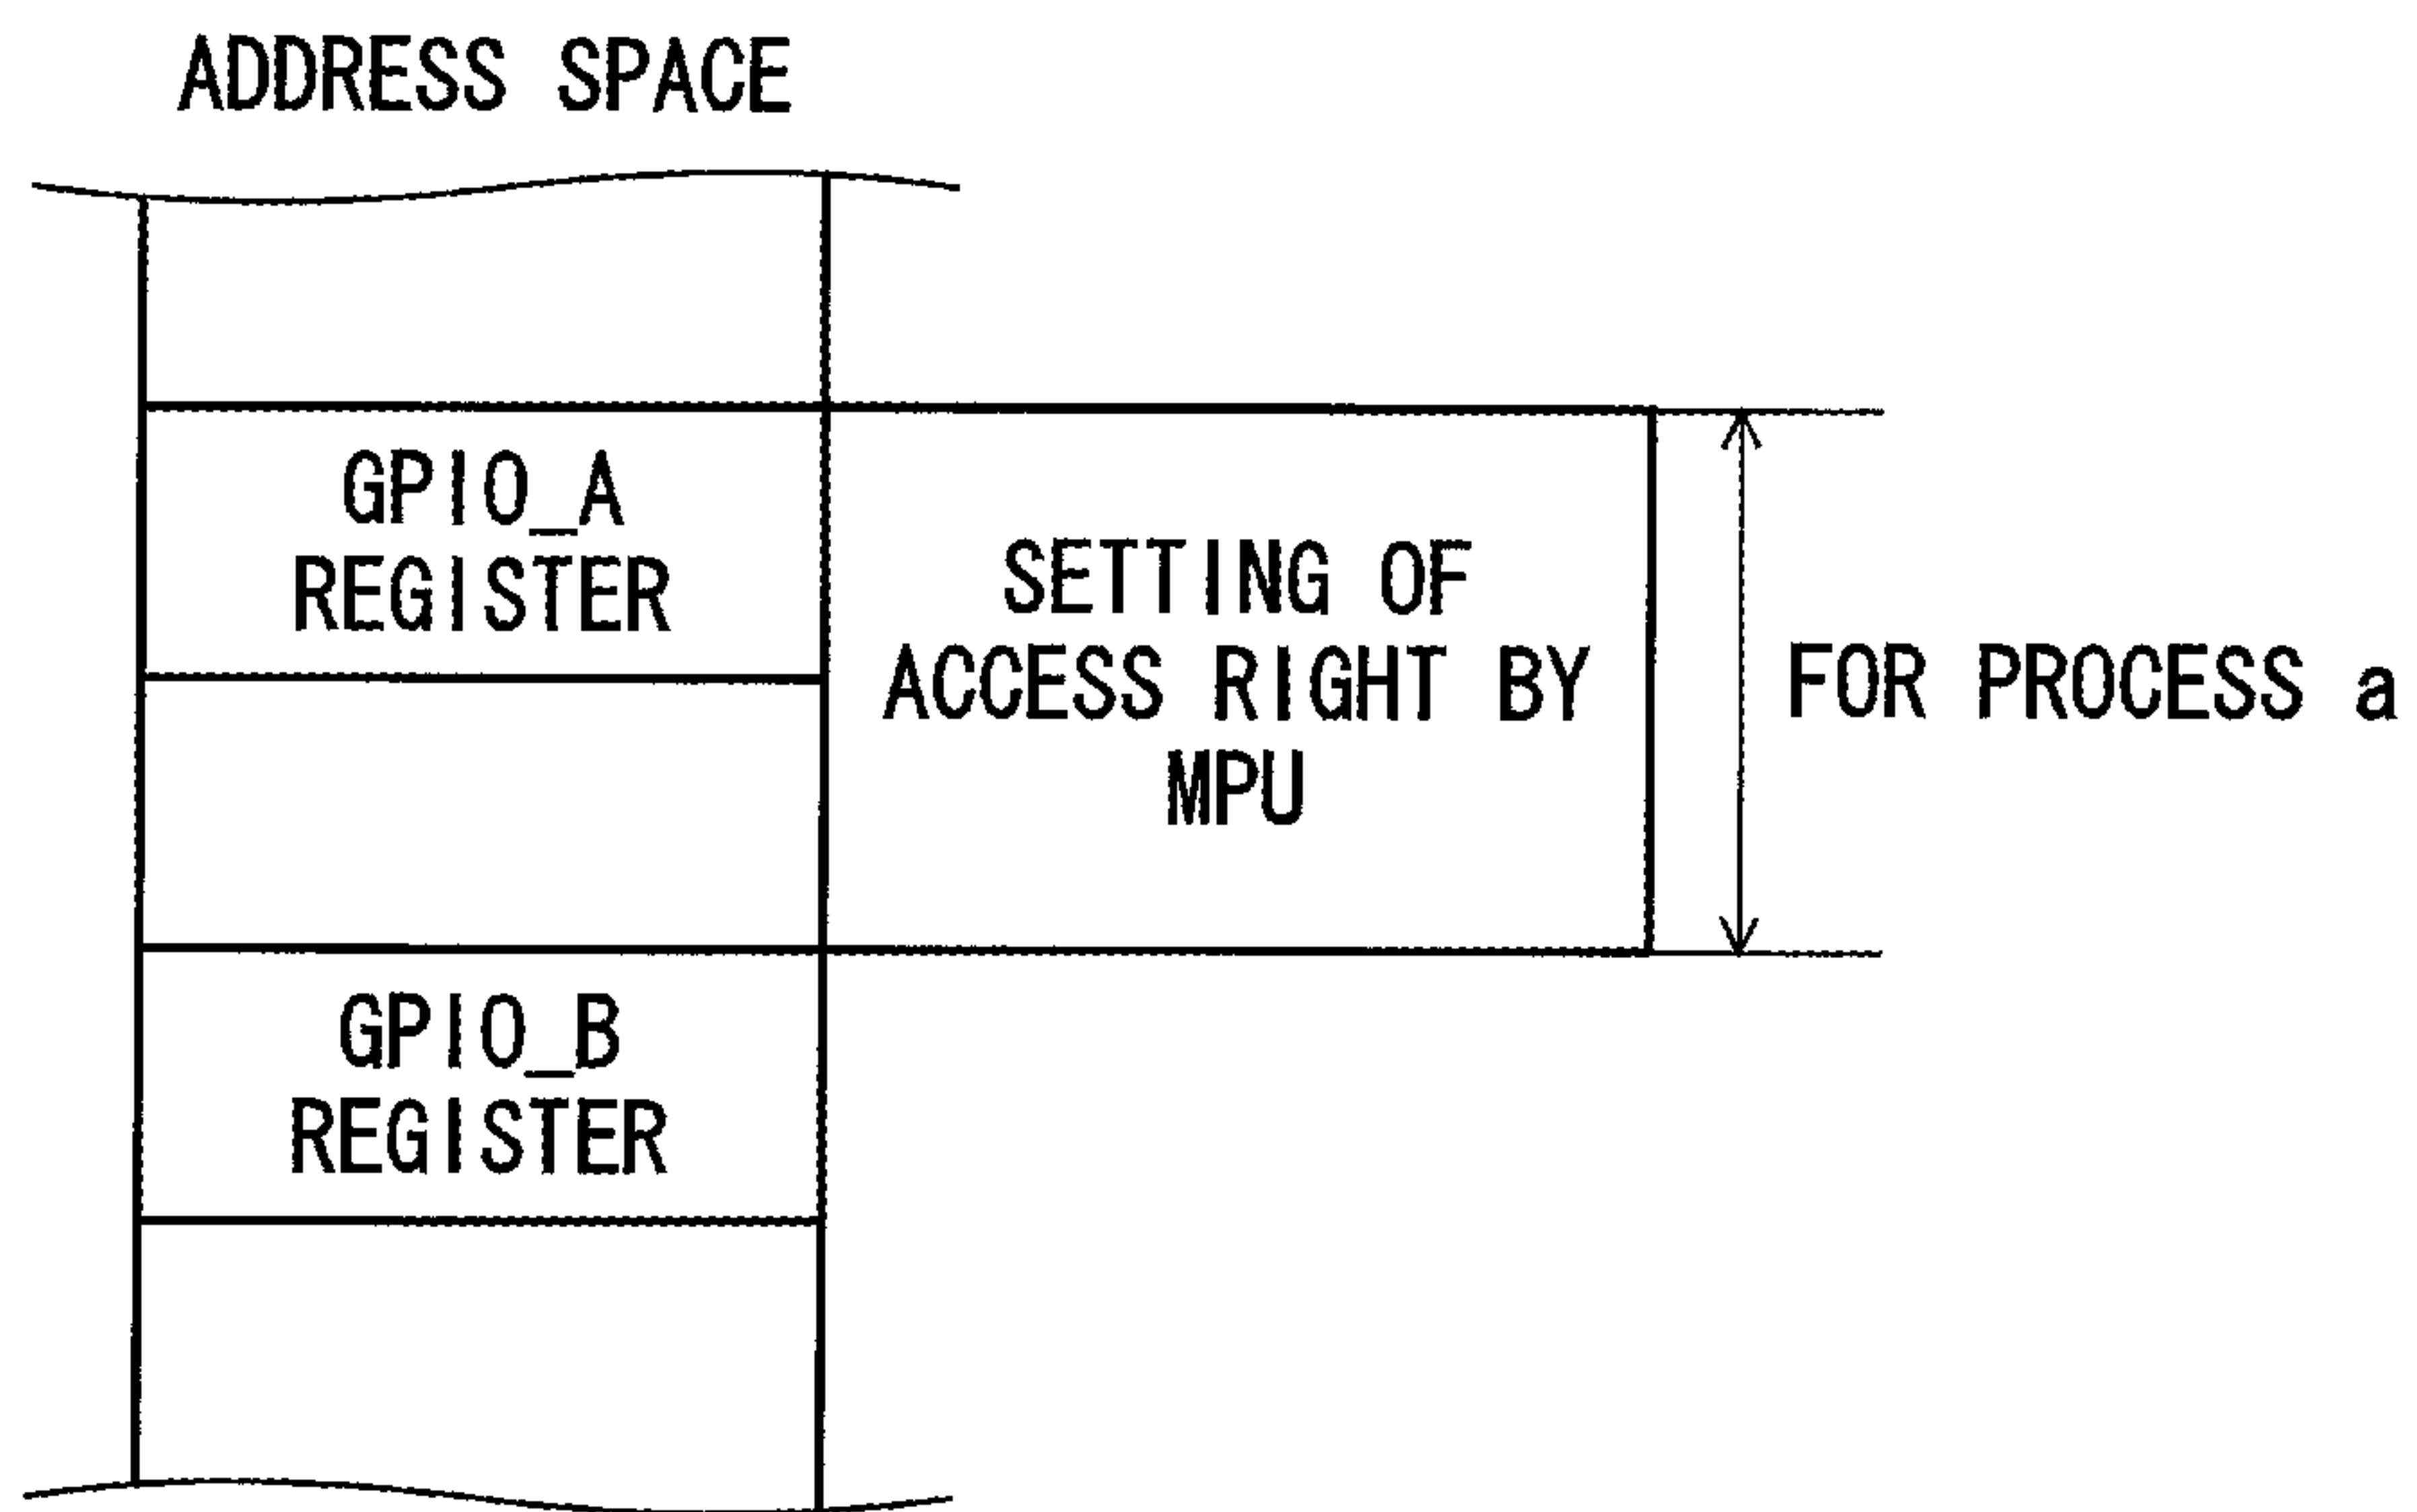 ADDRESS SPACE
GPIO_A
REGISTER
SETTING OF
ACCESS RIGHT BY
MPU
FOR PROCESS a
GPIO_B
REGISTER